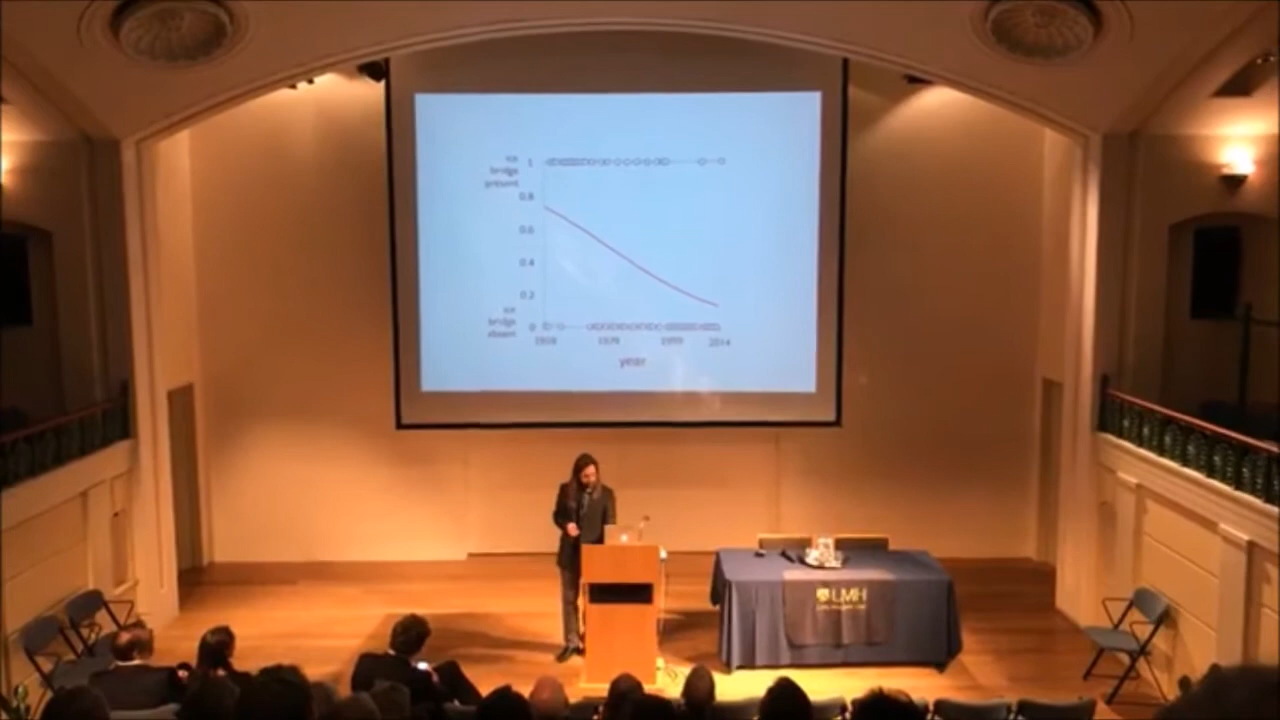 ice
bridge
present
1
0.8
0.6
0.4
0.2
ice
bridge
absent
0
1979
1999
2014
year
LMH